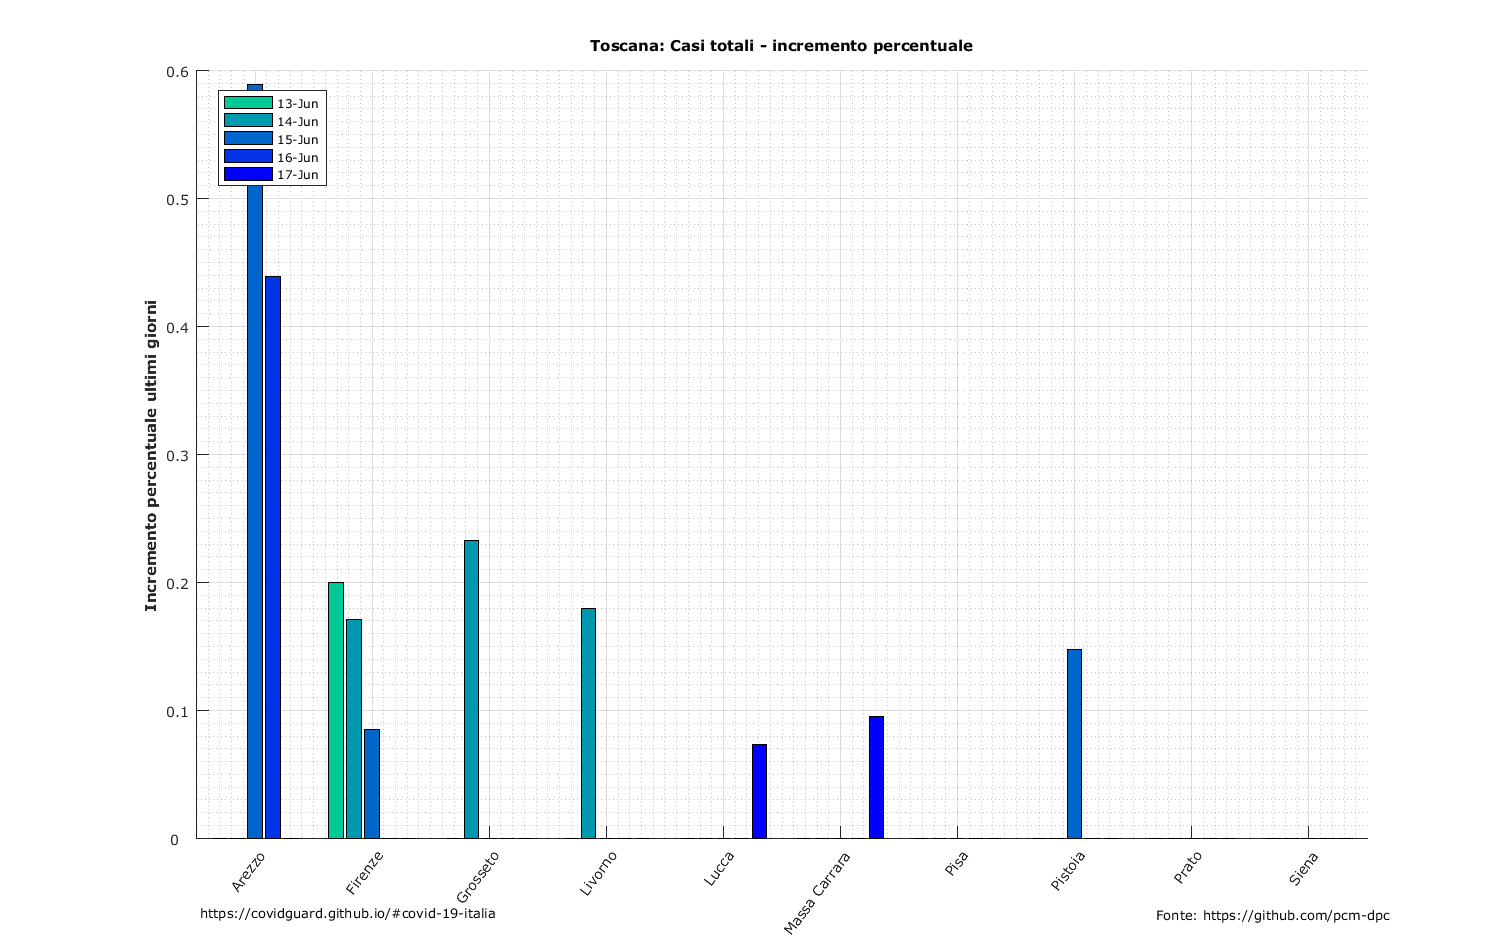 Toscana: Casi totali - incremento percentuale
Incremento percentuale ultimi giorni
0.6
0.5
0.4
0.3
0.2
0.1
0
13-Jun
14-Jun
15-Jun
16-Jun
17-Jun
Arezzo
Firenze
Grosseto
Livorno
Lucca
Massa Carrara
Pisa
Pistoia
Prato
Siena
https://covidguard.github.io/#covid-19-italia
Fonte: https://github.com/pcm-dpc